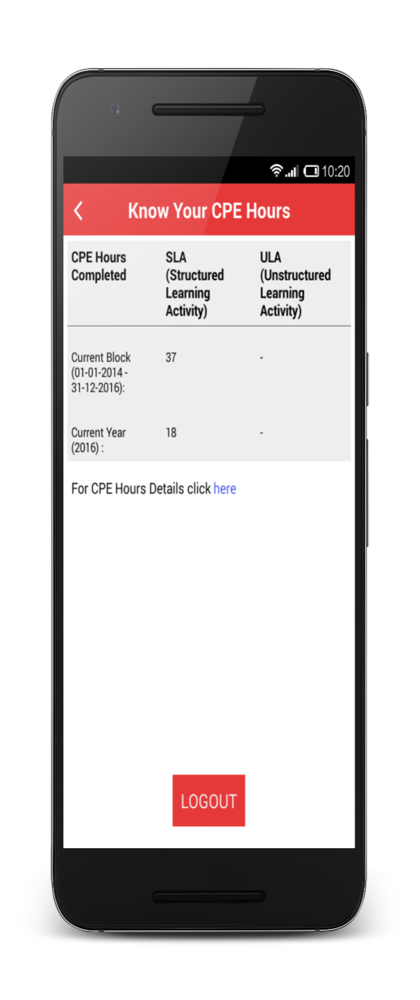 10:20
Know Your CPE Hours
CPE Hours SLA ULA
Completed (Structured (Unstructured
Learning Learning
Activity) Activity)
Current Block 37 -
(01-01-2014 -
31-12-2016):
Current Year 18 -
(2016) :
For CPE Hours Details click here
LOGOUT